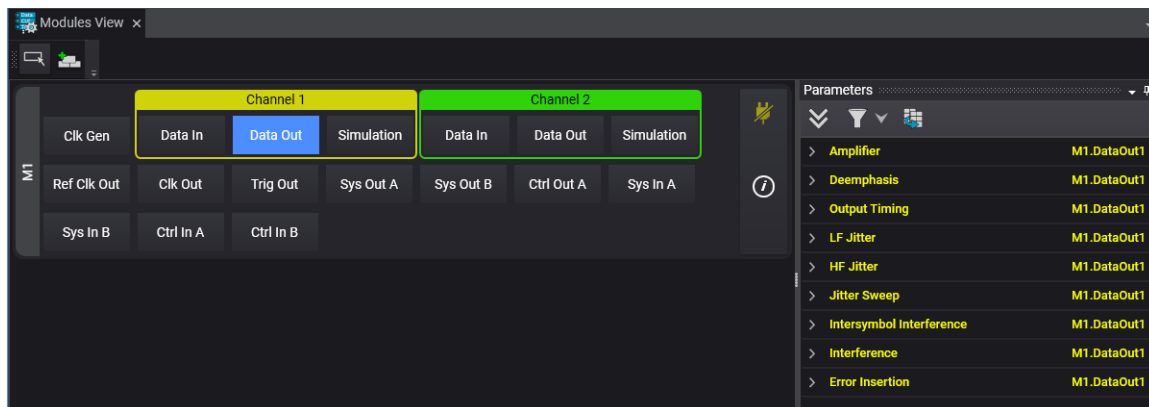 Modules View ×
Channel 1 Channel 2
M1
Clk Gen Data In Data Out Simulation Data In Data Out Simulation
Ref Clk Out Clk Out Trig Out Sys Out A Sys Out B Ctrl Out A Sys In A
Sys In B Ctrl In A Ctrl In B
Parameters
Amplifier M1.DataOut1
Deemphasis M1.DataOut1
Output Timing M1.DataOut1
LF Jitter M1.DataOut1
HF Jitter M1.DataOut1
Jitter Sweep M1.DataOut1
Intersymbol Interference M1.DataOut1
Interference M1.DataOut1
Error Insertion M1.DataOut1